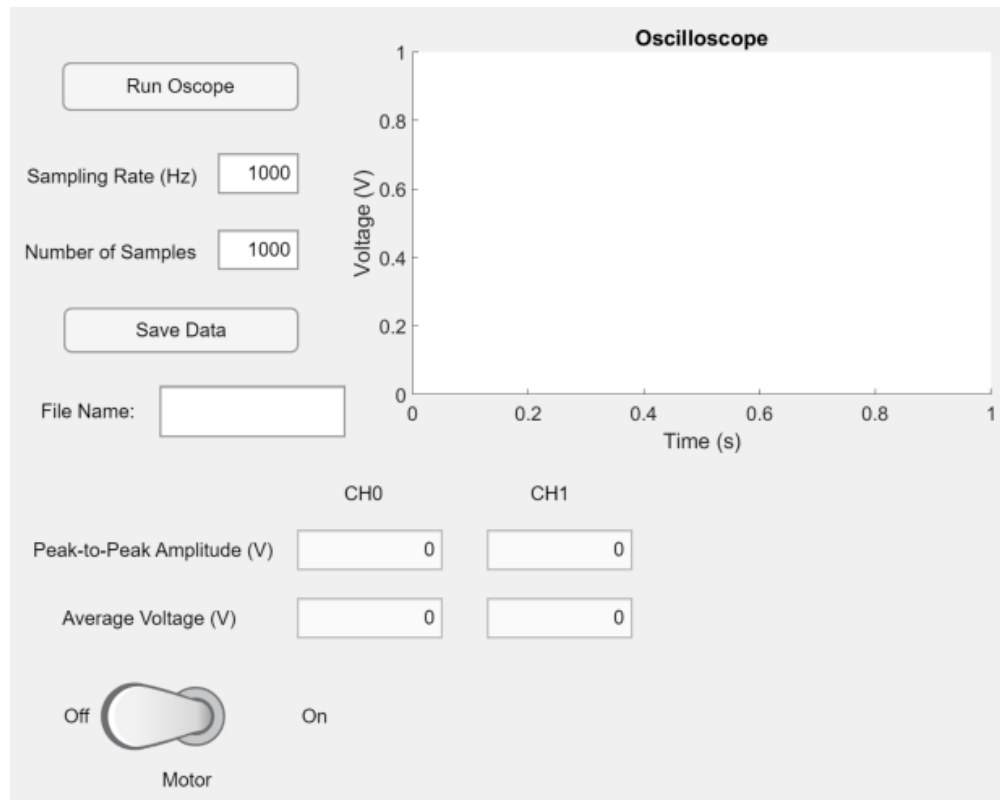 Oscilloscope
Run Oscope
Sampling Rate (Hz) 1000
Number of Samples 1000
Save Data
File Name:
Voltage (V)
1
0.8
0.6
0.4
0.2
0
0 0.2 0.4 0.6 0.8 1
Time (s)
CH0 CH1
Peak-to-Peak Amplitude (V) 0 0
Average Voltage (V) 0 0
Off On
Motor